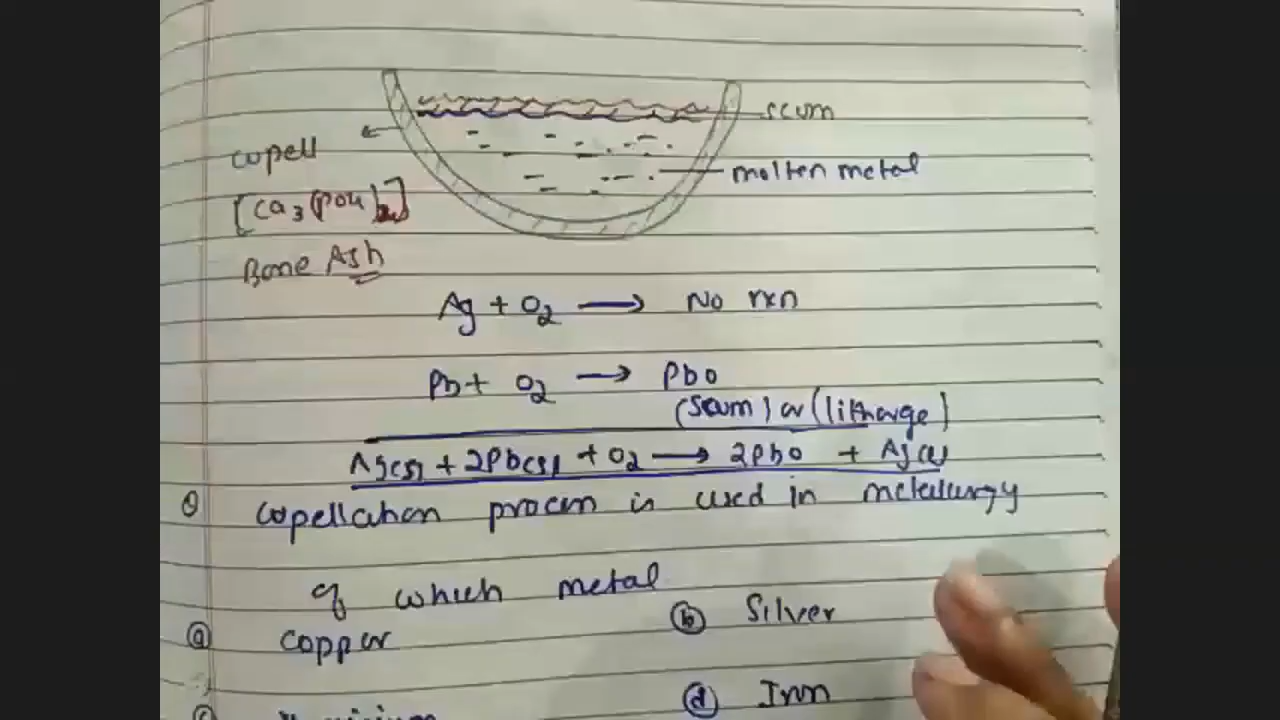 scum
copell
molten metal
[Ca3(PO4)2]
Bone Ash
Ag + O2 → No rxn
Pb + O2 → PbO
(scum) or (litharge)
Ag(s) + 2Pb(s) + O2 → 2PbO + Ag(s)
copellation process is used in metallurgy
of which metal
(a) copper
(b) Silver
(d) Iron